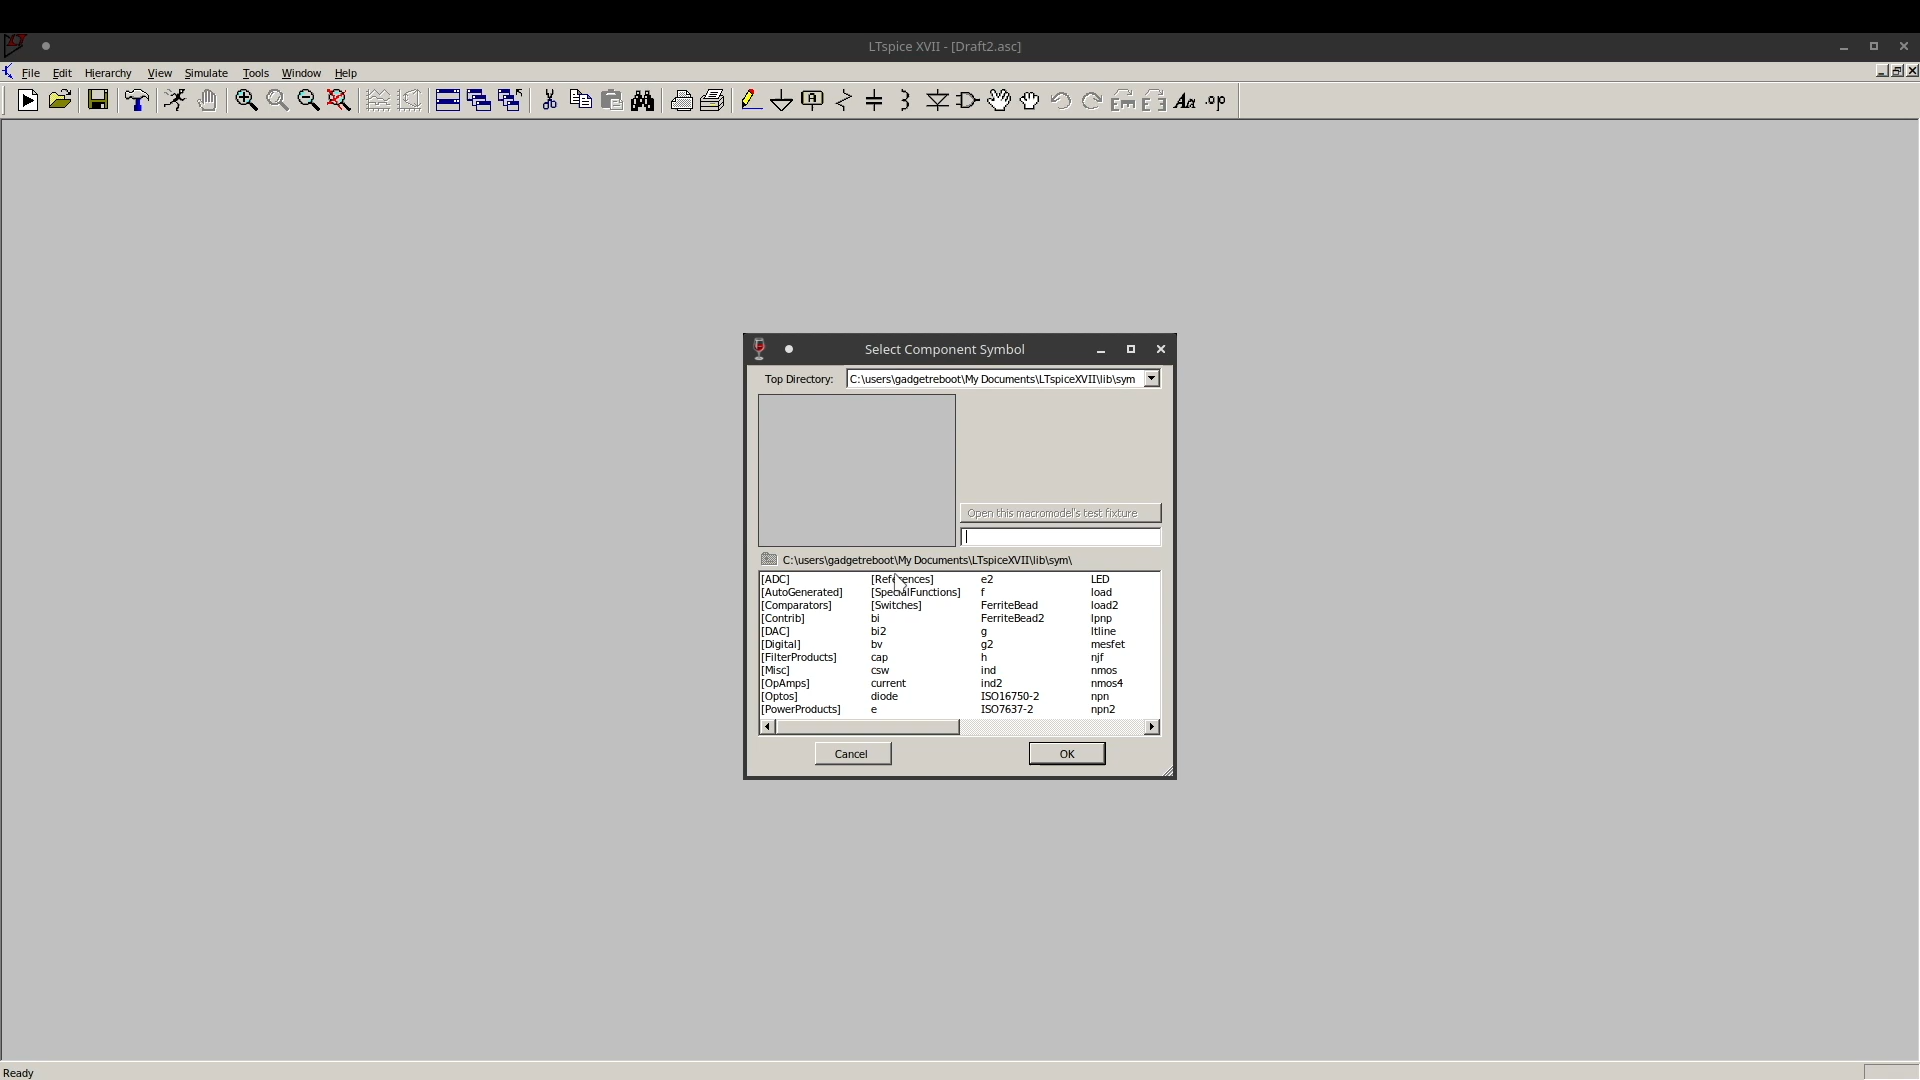 LTspice XVII - [Draft2.asc]
File Edit Hierarchy View Simulate Tools Window Help
Aa .op
Select Component Symbol
Top Directory: C:\users\gadgetreboot\My Documents\LTspiceXVII\lib\sym
Open this macromodel's test fixture
C:\users\gadgetreboot\My Documents\LTspiceXVII\lib\sym\
[ADC] [References] e2 LED
[AutoGenerated] [SpecialFunctions] f load
[Comparators] [Switches] FerriteBead load2
[Contrib] bi FerriteBead2 lpnp
[DAC] bi2 g ltline
[Digital] bv g2 mesfet
[FilterProducts] cap h njf
[Misc] csw ind nmos
[OpAmps] current ind2 nmos4
[Optos] diode ISO16750-2 npn
[PowerProducts] e ISO7637-2 npn2
Cancel OK
Ready